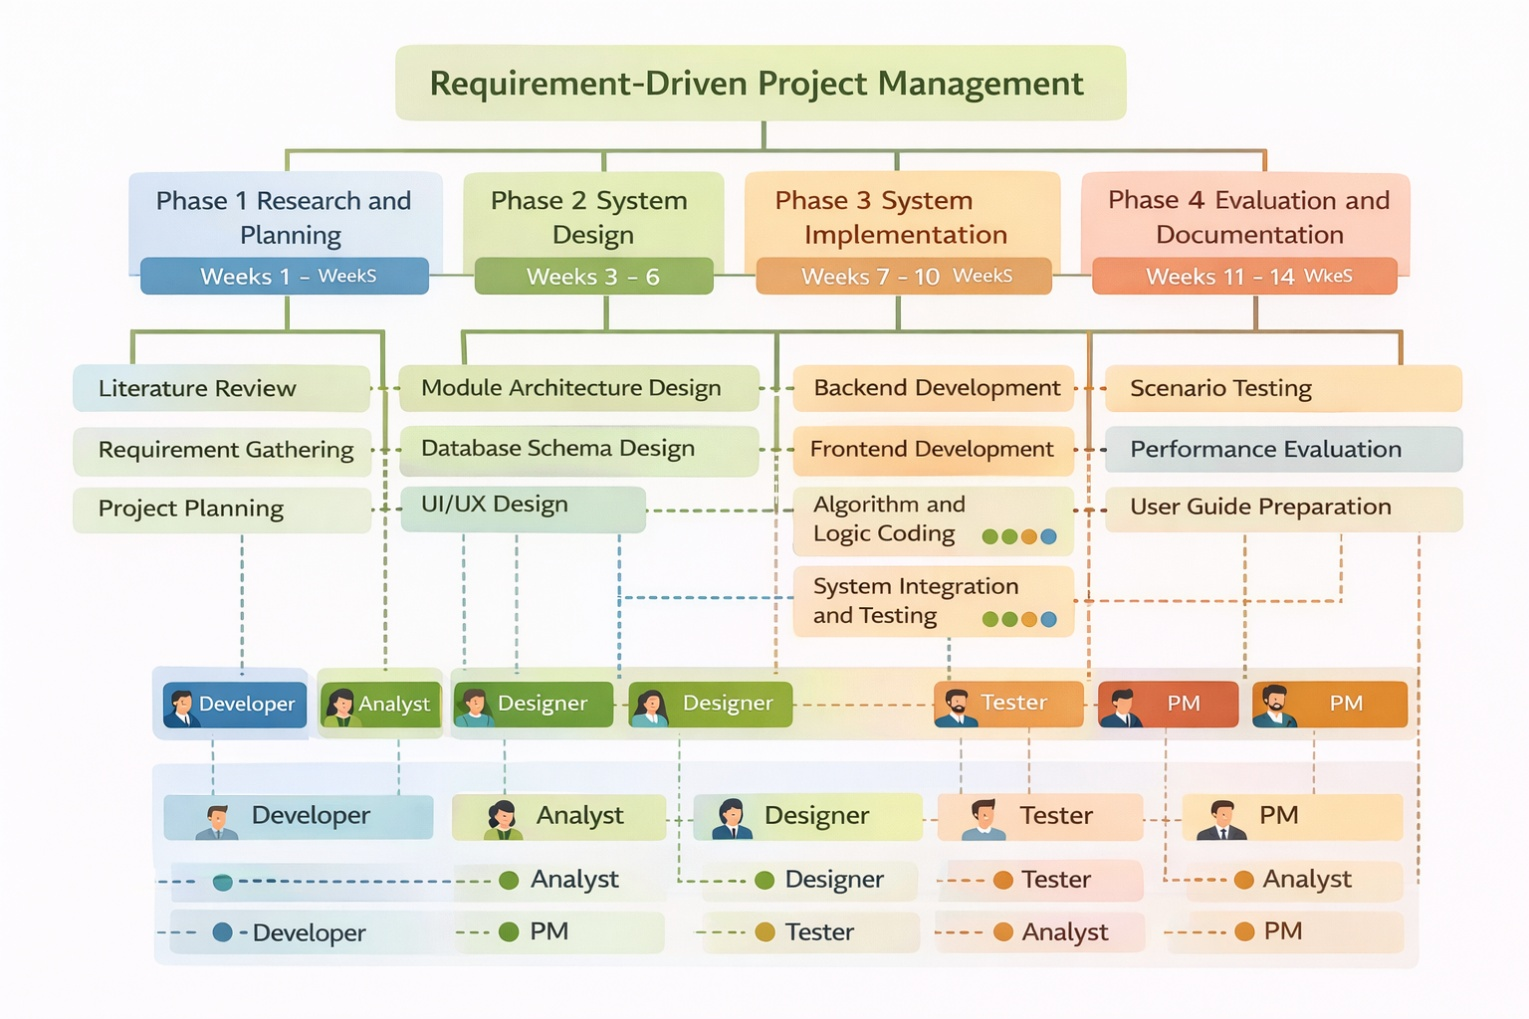 Requirement-Driven Project Management
Phase 1 Research and
Planning
Weeks 1 – WeekS
Phase 2 System
Design
Weeks 3 – 6
Phase 3 System
Implementation
Weeks 7 – 10 WeekS
Phase 4 Evaluation and
Documentation
Weeks 11 – 14 WkeS
Literature Review
Module Architecture Design
Backend Development
Scenario Testing
Requirement Gathering
Database Schema Design
Frontend Development
Performance Evaluation
Project Planning
UI/UX Design
Algorithm and
Logic Coding
User Guide Preparation
System Integration
and Testing
Developer
Analyst
Designer
Designer
Tester
PM
PM
Developer
Analyst
Designer
Tester
PM
Analyst
Designer
Tester
Analyst
Developer
PM
Tester
Analyst
PM